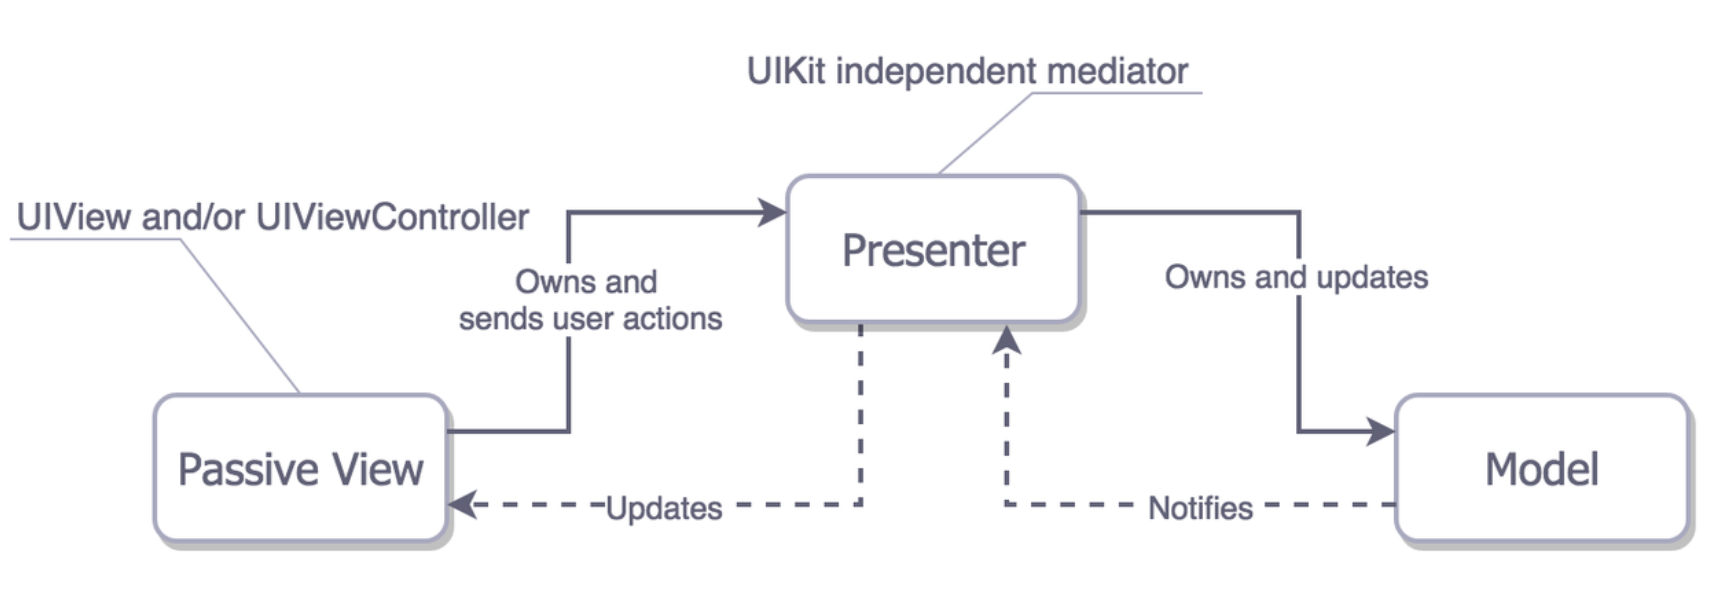 UIKit independent mediator
UIView and/or UIViewController
Presenter
Owns and
sends user actions
Owns and updates
Passive View
Model
Updates
Notifies